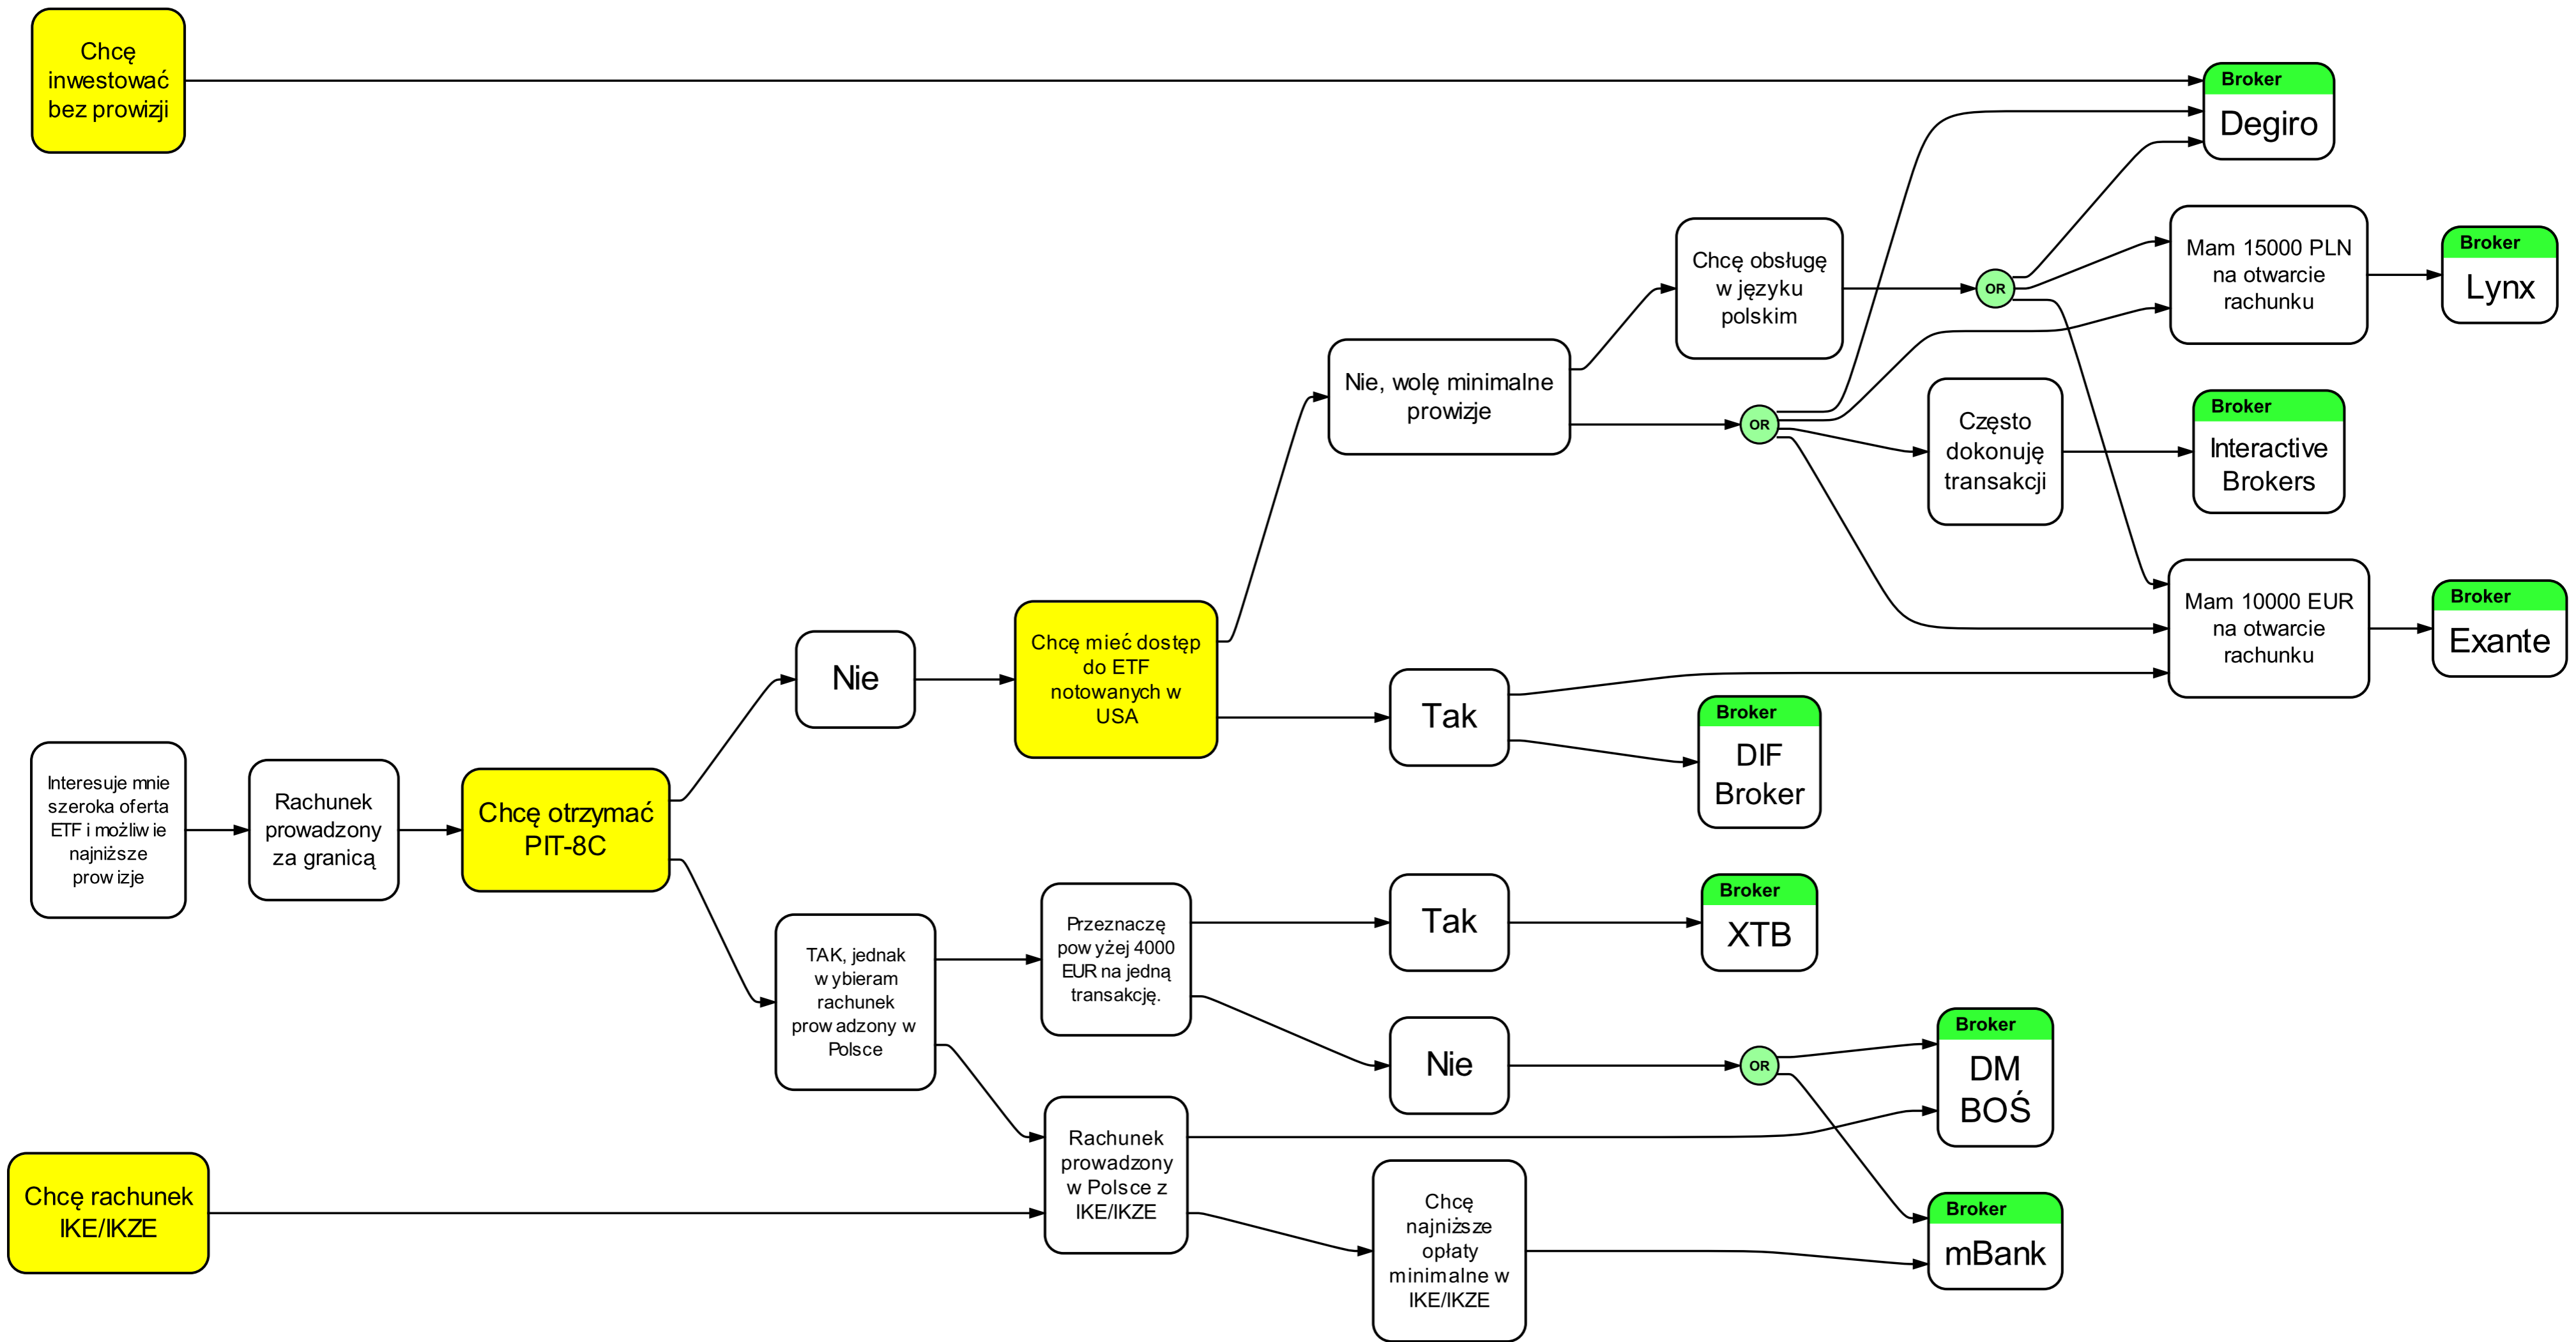 Chcę
inwestować
bez prowizji
Broker
Degiro
Chcę obsługę
w języku
polskim
OR
Mam 15000 PLN
na otwarcie
rachunku
Broker
Lynx
Nie, wolę minimalne
prowizje
OR
Często
dokonuję
transakcji
Broker
Interactive
Brokers
Nie
Chcę mieć dostęp
do ETF
notowanych w
USA
Tak
Mam 10000 EUR
na otwarcie
rachunku
Broker
Exante
Broker
DIF
Broker
Interesuje mnie
szeroka oferta
ETF i możliwie
najniższe
prowizje
Rachunek
prowadzony
za granicą
Chcę otrzymać
PIT-8C
TAK, jednak
wybieram
rachunek
prowadzony w
Polsce
Przeznaczę
powyżej 4000
EUR na jedną
transakcję.
Tak
Broker
XTB
Nie
OR
Broker
DM
BOŚ
Chcę rachunek
IKE/IKZE
Rachunek
prowadzony
w Polsce z
IKE/IKZE
Chcę
najniższe
opłaty
minimalne w
IKE/IKZE
Broker
mBank